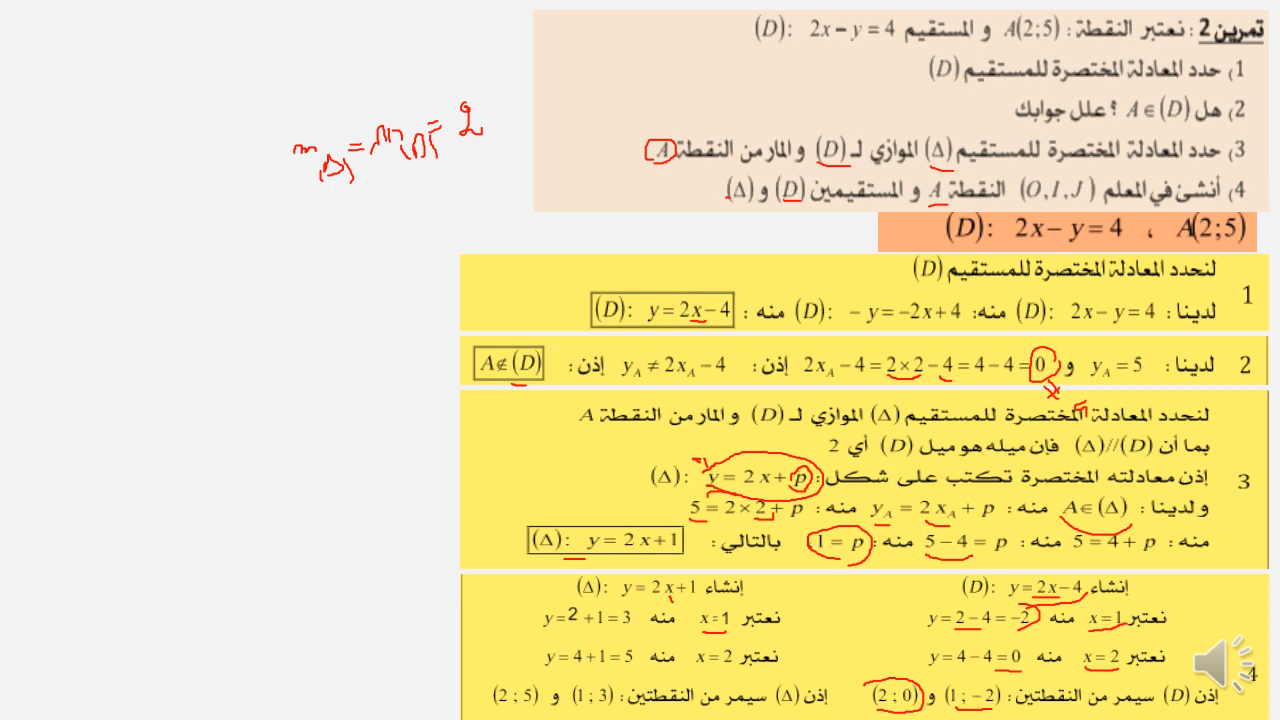 تمرين 2 : نعتبر النقطة : A(2;5) و المستقيم (D): 2x − y = 4
1) حدد المعادلة المختصرة للمستقيم (D)
2) هل A∈(D) ؟ علل جوابك
3) حدد المعادلة المختصرة للمستقيم (Δ) الموازي لـ (D) و المار من النقطة A
4) أنشئ في المعلم (O,I,J) النقطة A و المستقيمين (D) و (Δ)
m(Δ) = m(D) = 2
(D): 2x − y = 4 ، A(2;5)
1
لنحدد المعادلة المختصرة للمستقيم (D)
لدينا : (D): 2x − y = 4 منه: (D): −y = −2x + 4 منه : (D): y = 2x − 4
2 لدينا : y_A = 5 و 2x_A − 4 = 2×2 − 4 = 4 − 4 = 0 إذن : y_A ≠ 2x_A − 4 إذن : A∉(D)
3
لنحدد المعادلة المختصرة للمستقيم (Δ) الموازي لـ (D) و المار من النقطة A
بما أن (D)//(Δ) فإن ميله هو ميل (D) أي 2
إذن معادلته المختصرة تكتب على شكل : (Δ): y = 2x + p
و لدينا : A∈(Δ) منه : y_A = 2x_A + p منه : 5 = 2×2 + p
منه : 5 = 4 + p منه : 5 − 4 = p منه : 1 = p بالتالي : (Δ): y = 2x + 1
4
إنشاء (D): y = 2x − 4
نعتبر x = 1 منه y = 2 − 4 = −2
نعتبر x = 2 منه y = 4 − 4 = 0
إذن (D) سيمر من النقطتين : (1 ; −2) و (2 ; 0)
إنشاء (Δ): y = 2x + 1
نعتبر x = 1 منه y = 2 + 1 = 3
نعتبر x = 2 منه y = 4 + 1 = 5
إذن (Δ) سيمر من النقطتين : (1 ; 3) و (2 ; 5)